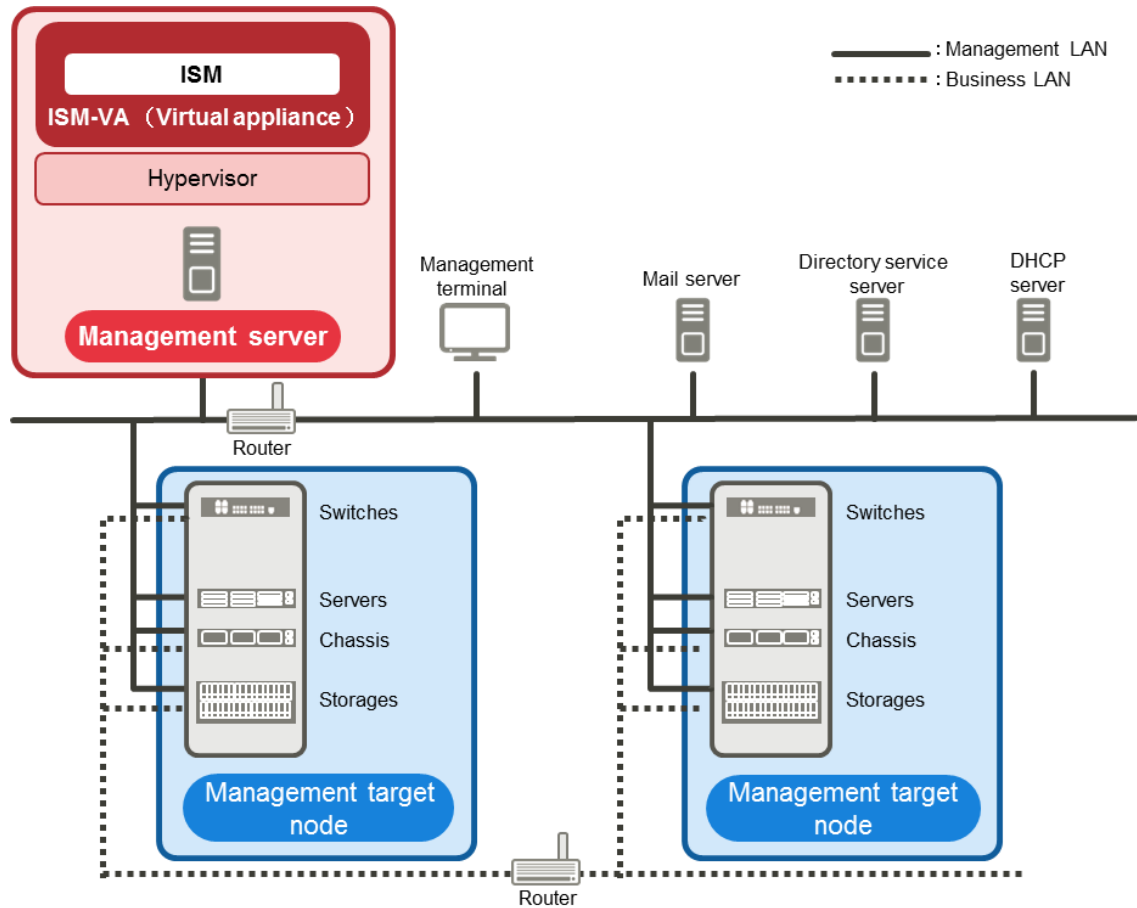 ISM
ISM-VA（Virtual appliance）
Hypervisor
Management server
: Management LAN
: Business LAN
Management
terminal
Mail server
Directory service
server
DHCP
server
Router
Switches
Servers
Chassis
Storages
Management target
node
Switches
Servers
Chassis
Storages
Management target
node
Router